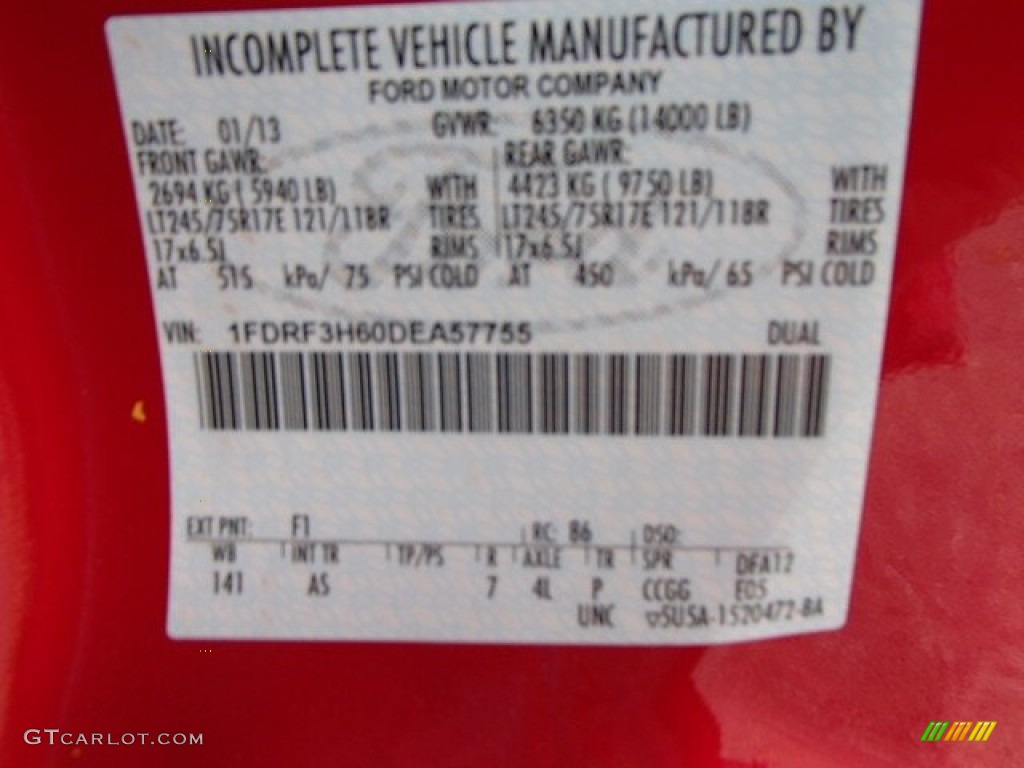 INCOMPLETE VEHICLE MANUFACTURED BY
FORD MOTOR COMPANY
DATE: 01/13 GVWR: 6350 KG (14000 LB)
FRONT GAWR: REAR GAWR:
2694 KG ( 5940 LB) WITH 4423 KG ( 9750 LB) WITH
LT245/75R17E 121/118R TIRES LT245/75R17E 121/118R TIRES
17x6.5J RIMS 17x6.5J RIMS
AT 515 kPa/ 75 PSI COLD AT 450 kPa/ 65 PSI COLD
VIN: 1FDRF3H60DEA57755 DUAL
EXT PNT: F1 RC: 86 DSO:
WB INT TR TP/PS R AXLE TR SPR DFA12
141 AS 7 4L P CCGG E05
UNC 5USA-1520472-BA
GTCARLOT.COM